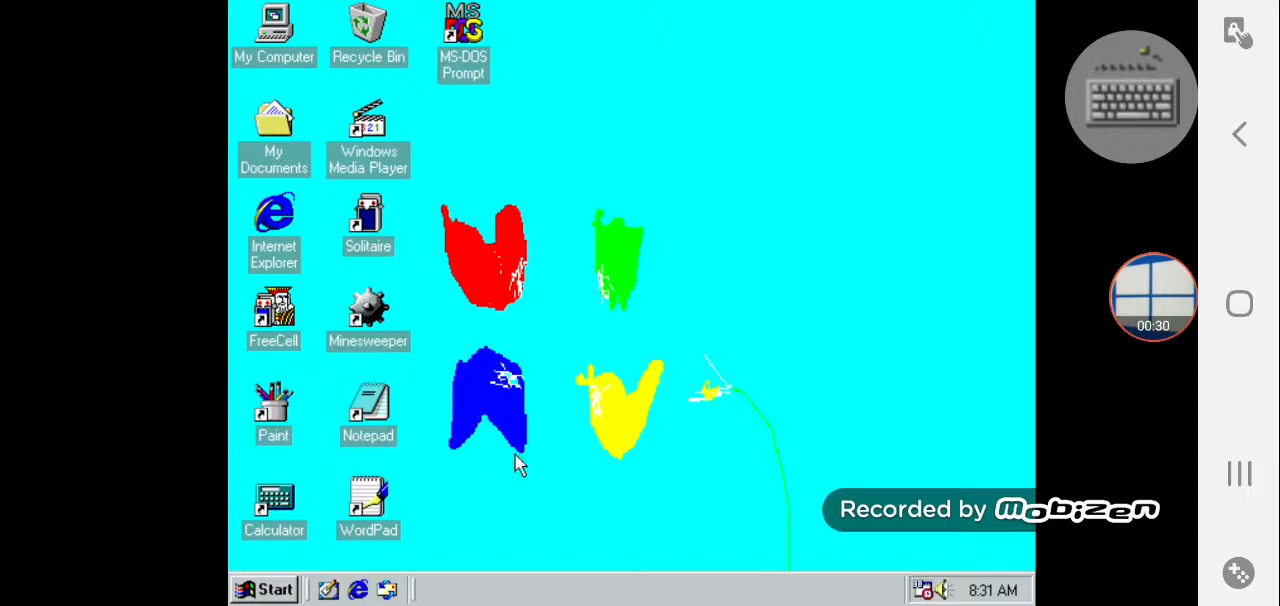 My Computer
Recycle Bin
MS-DOS
Prompt
My
Documents
Windows
Media Player
Internet
Explorer
Solitaire
FreeCell
Minesweeper
Paint
Notepad
Calculator
WordPad
00:30
Recorded by mobizen
Start
8:31 AM